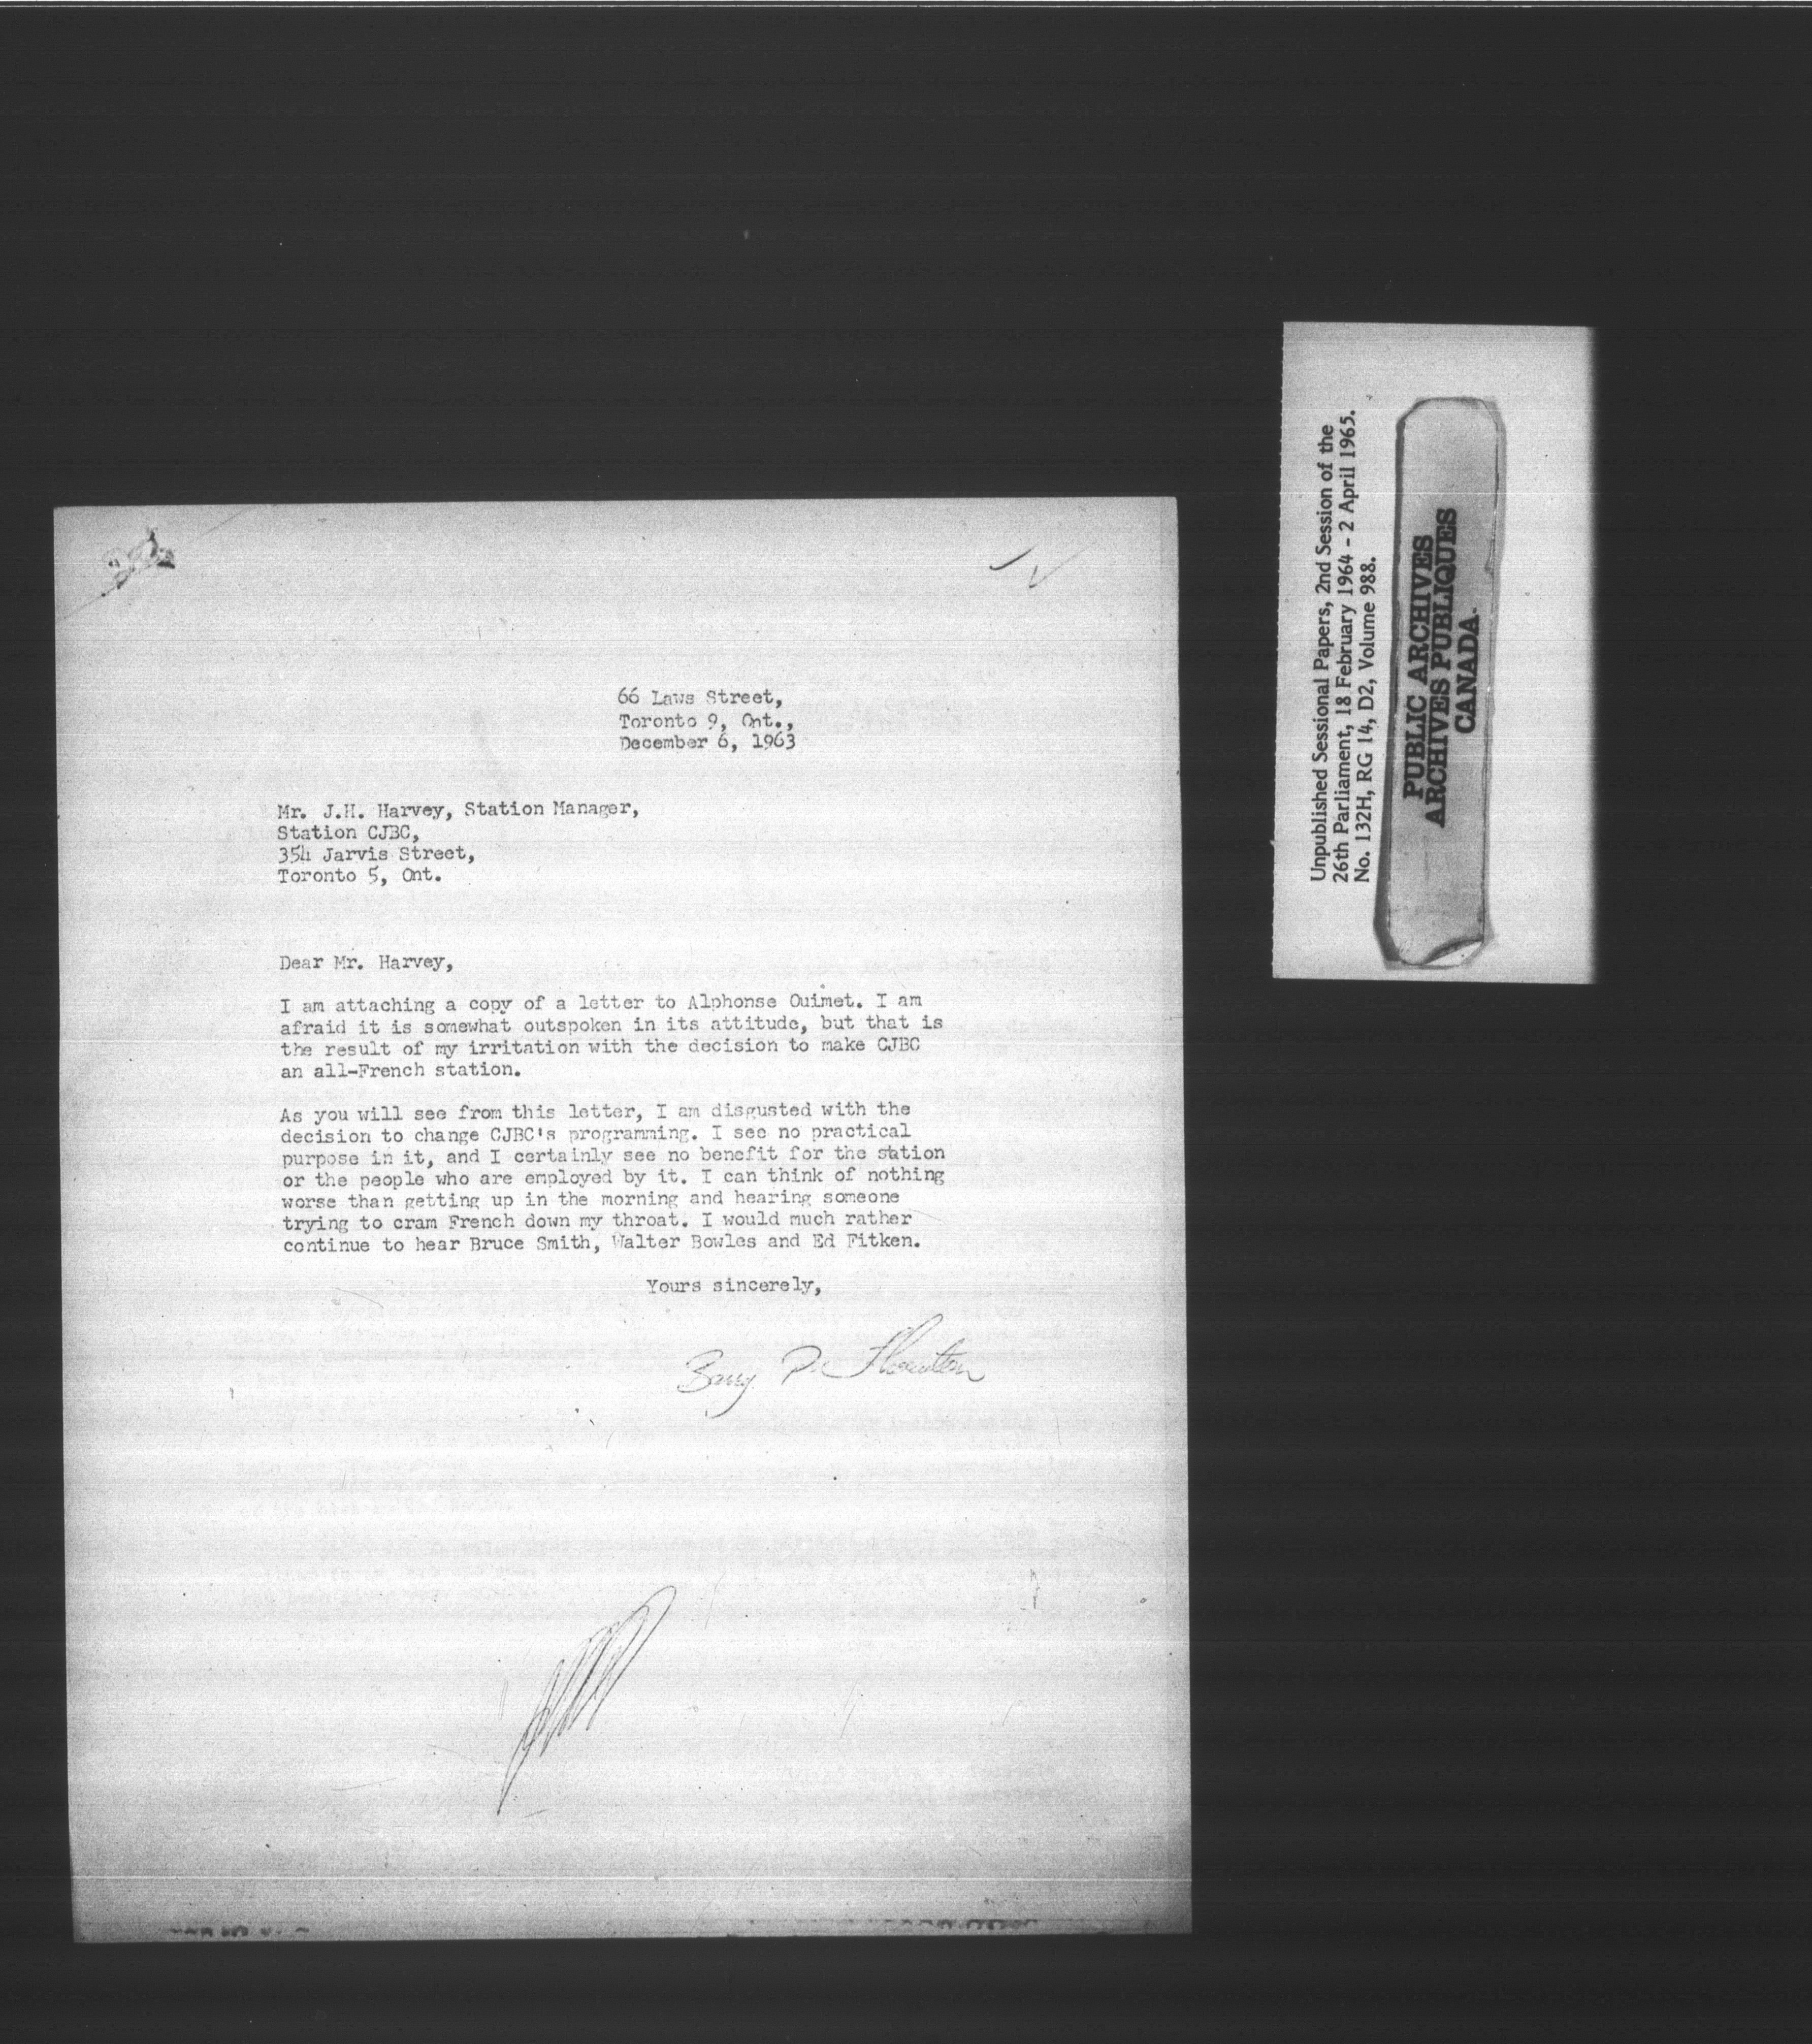 66 Laws Street,
Toronto 9, Ont.,
December 6, 1963
Mr. J.H. Harvey, Station Manager,
Station CJBC,
354 Jarvis Street,
Toronto 5, Ont.
Dear Mr. Harvey,
I am attaching a copy of a letter to Alphonse Ouimet. I am
afraid it is somewhat outspoken in its attitude, but that is
the result of my irritation with the decision to make CJBC
an all-French station.
As you will see from this letter, I am disgusted with the
decision to change CJBC's programming. I see no practical
purpose in it, and I certainly see no benefit for the station
or the people who are employed by it. I can think of nothing
worse than getting up in the morning and hearing someone
trying to cram French down my throat. I would much rather
continue to hear Bruce Smith, Walter Bowles and Ed Fitken.
Yours sincerely,
Barry P.
Unpublished Sessional Papers, 2nd Session of the
26th Parliament, 18 February 1964 - 2 April 1965.
No. 132H, RG 14, D2, Volume 988.
PUBLIC ARCHIVES
ARCHIVES PUBLIQUES
CANADA